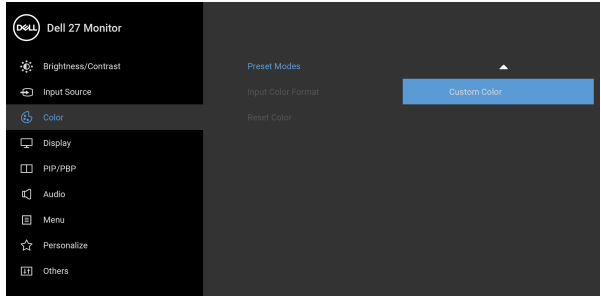 DELL Dell 27 Monitor
Brightness/Contrast
Input Source
Color
Display
PIP/PBP
Audio
Menu
Personalize
Others
Preset Modes
Input Color Format
Reset Color
Custom Color